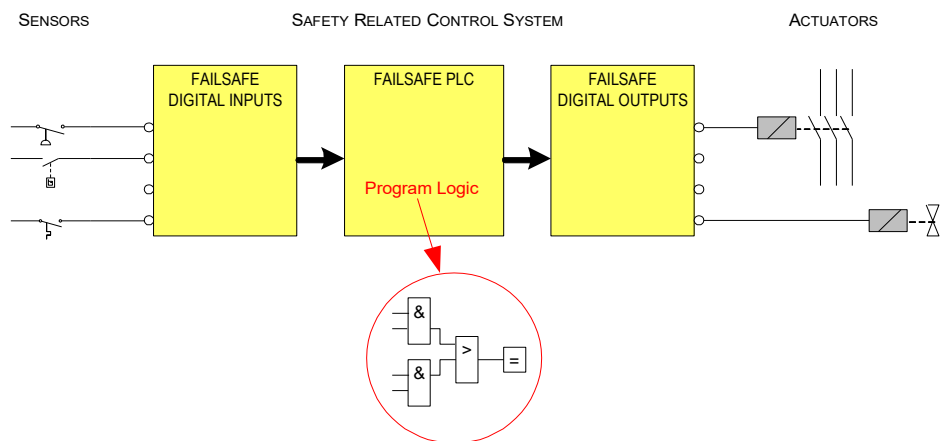 SENSORS
SAFETY RELATED CONTROL SYSTEM
ACTUATORS
FAILSAFE
DIGITAL INPUTS
FAILSAFE PLC
FAILSAFE
DIGITAL OUTPUTS
Program Logic
&
>
=
&